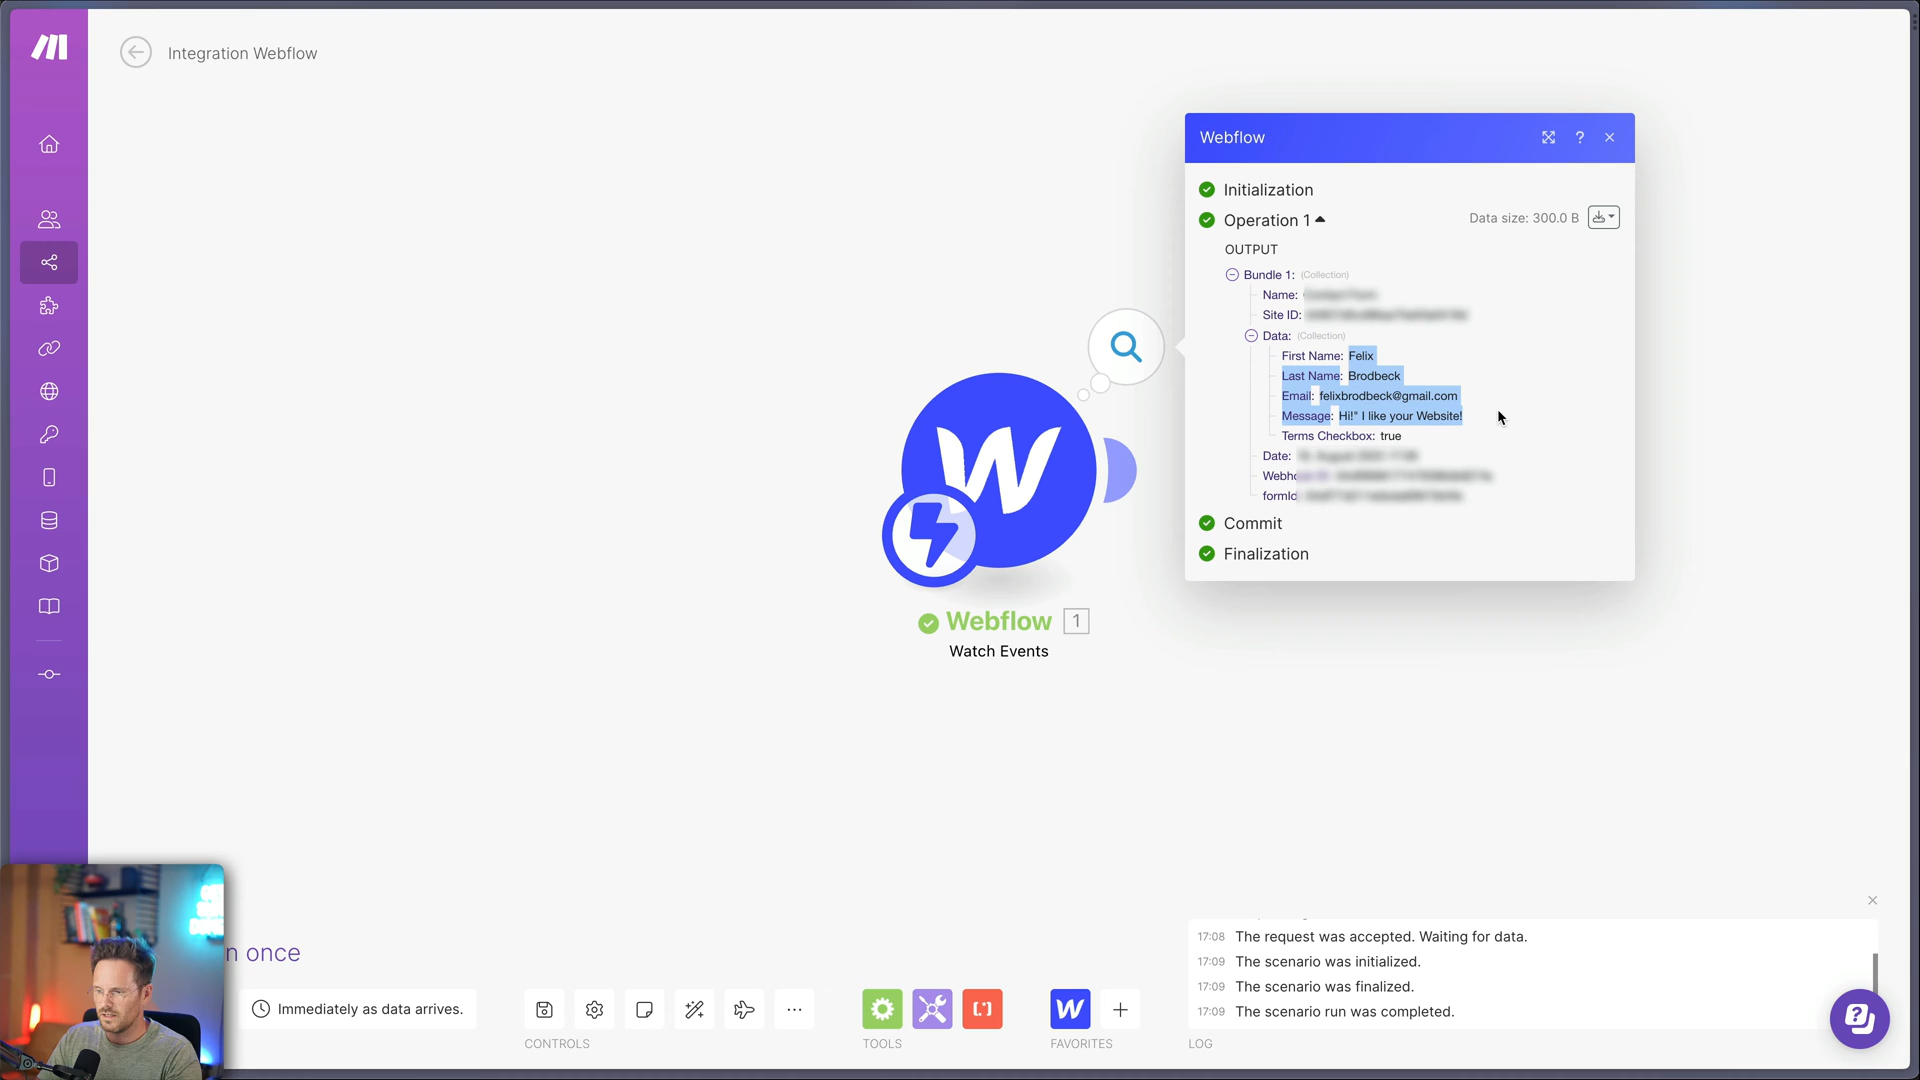 Integration Webflow
Webflow
?
Initialization
Operation 1
Data size: 300.0 B
OUTPUT
Bundle 1: (Collection)
Name:
Site ID:
Data: (Collection)
First Name: Felix
Last Name: Brodbeck
Email: felixbrodbeck@gmail.com
Message: Hi!" I like your Website!
Terms Checkbox: true
Date:
Webho
formId
Commit
Finalization
Webflow 1
Watch Events
n once
Immediately as data arrives.
CONTROLS
TOOLS
FAVORITES
17:08 The request was accepted. Waiting for data.
17:09 The scenario was initialized.
17:09 The scenario was finalized.
17:09 The scenario run was completed.
LOG